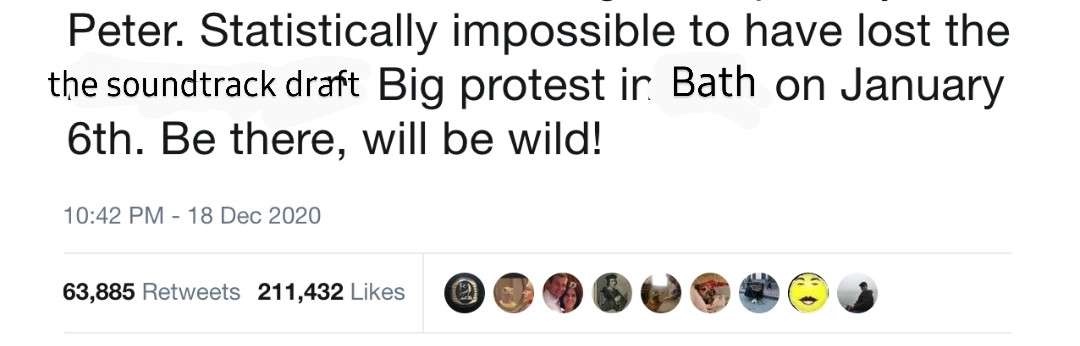 Peter. Statistically impossible to have lost the
the soundtrack draft Big protest in Bath on January
6th. Be there, will be wild!
10:42 PM - 18 Dec 2020
63,885 Retweets 211,432 Likes